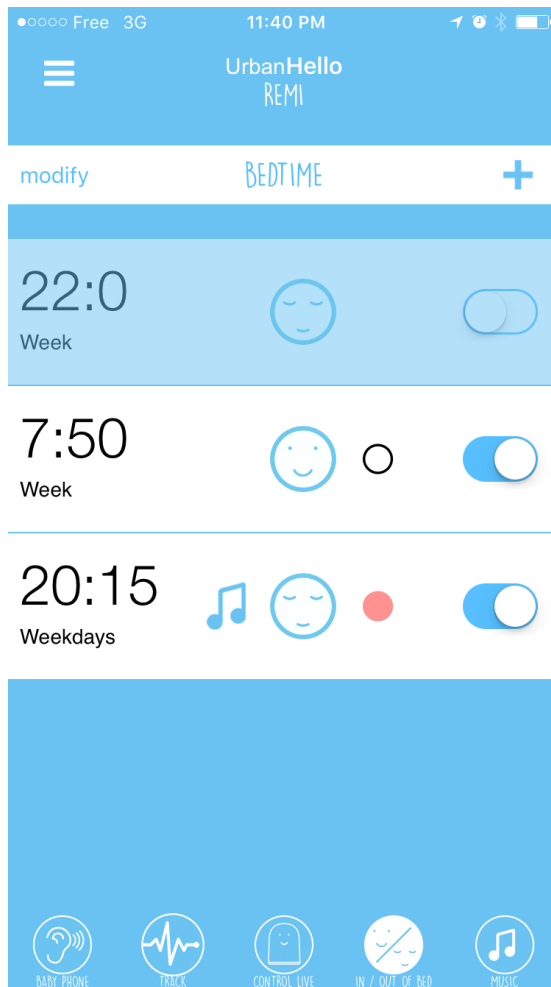 Free 3G 11:40 PM
UrbanHello
REMI
modify BEDTIME +
22:0
Week
7:50
Week
20:15
Weekdays
BABY PHONE TRACK CONTROL LIVE IN / OUT OF BED MUSIC